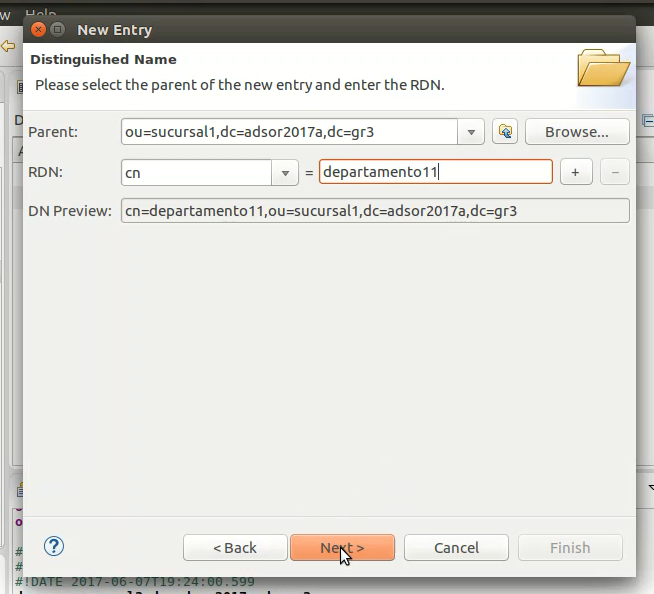 w Help
New Entry
Distinguished Name
Please select the parent of the new entry and enter the RDN.
Parent: ou=sucursal1,dc=adsor2017a,dc=gr3 Browse...
RDN: cn = departamento11 + −
DN Preview: cn=departamento11,ou=sucursal1,dc=adsor2017a,dc=gr3
? < Back Next > Cancel Finish
#!DATE 2017-06-07T19:24:00.599